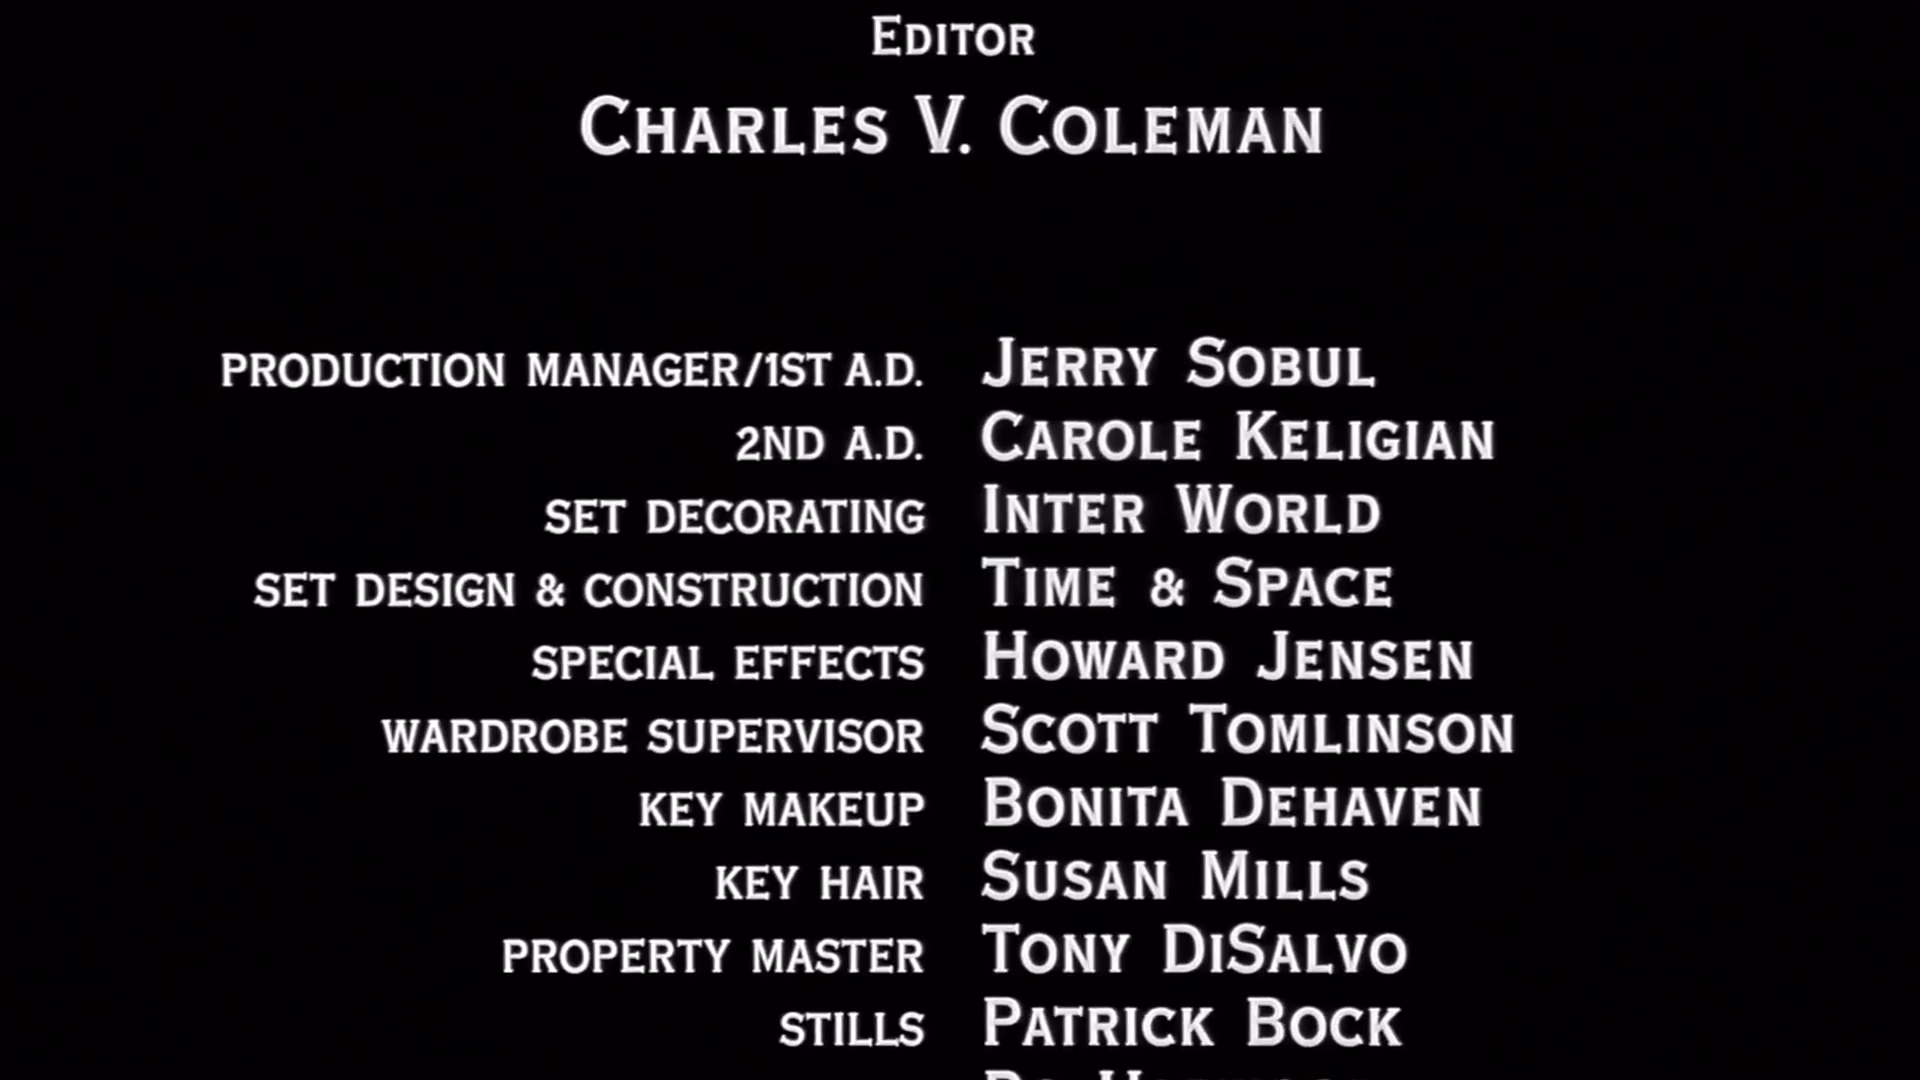 EDITOR
CHARLES V. COLEMAN
PRODUCTION MANAGER/1ST A.D. JERRY SOBUL
2ND A.D. CAROLE KELIGIAN
SET DECORATING INTER WORLD
SET DESIGN & CONSTRUCTION TIME & SPACE
SPECIAL EFFECTS HOWARD JENSEN
WARDROBE SUPERVISOR SCOTT TOMLINSON
KEY MAKEUP BONITA DEHAVEN
KEY HAIR SUSAN MILLS
PROPERTY MASTER TONY DISALVO
STILLS PATRICK BOCK